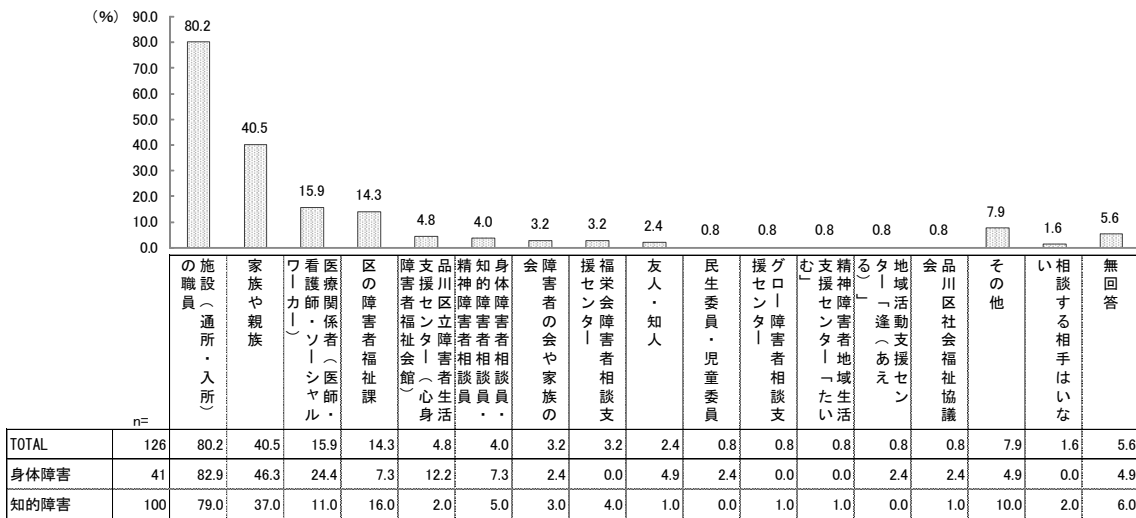 (%)
90.0
80.0
70.0
60.0
50.0
40.0
30.0
20.0
10.0
0.0
80.2
40.5
15.9
14.3
4.8
4.0
3.2
3.2
2.4
0.8
0.8
0.8
0.8
0.8
7.9
1.6
5.6
施設（通所・入所）
の職員
家族や親族
医療関係者（医師・
看護師・ソーシャル
ワーカー）
区の障害者福祉課
品川区立障害者生活
支援センター（心身
障害者福祉会館）
身体障害者相談員・
知的障害者相談員・
精神障害者相談員
障害者の会や家族の
会
福栄会障害者相談支
援センター
友人・知人
民生委員・児童委員
グロー障害者相談支
援センター
精神障害者地域生活
支援センター「たい
む」
地域活動支援セン
ター「逢（あえ
る）」
品川区社会福祉協議
会
その他
相談する相手はいな
い
無回答
n=
TOTAL 126 80.2 40.5 15.9 14.3 4.8 4.0 3.2 3.2 2.4 0.8 0.8 0.8 0.8 0.8 7.9 1.6 5.6
身体障害 41 82.9 46.3 24.4 7.3 12.2 7.3 2.4 0.0 4.9 2.4 0.0 0.0 2.4 2.4 4.9 0.0 4.9
知的障害 100 79.0 37.0 11.0 16.0 2.0 5.0 3.0 4.0 1.0 0.0 1.0 1.0 0.0 1.0 10.0 2.0 6.0